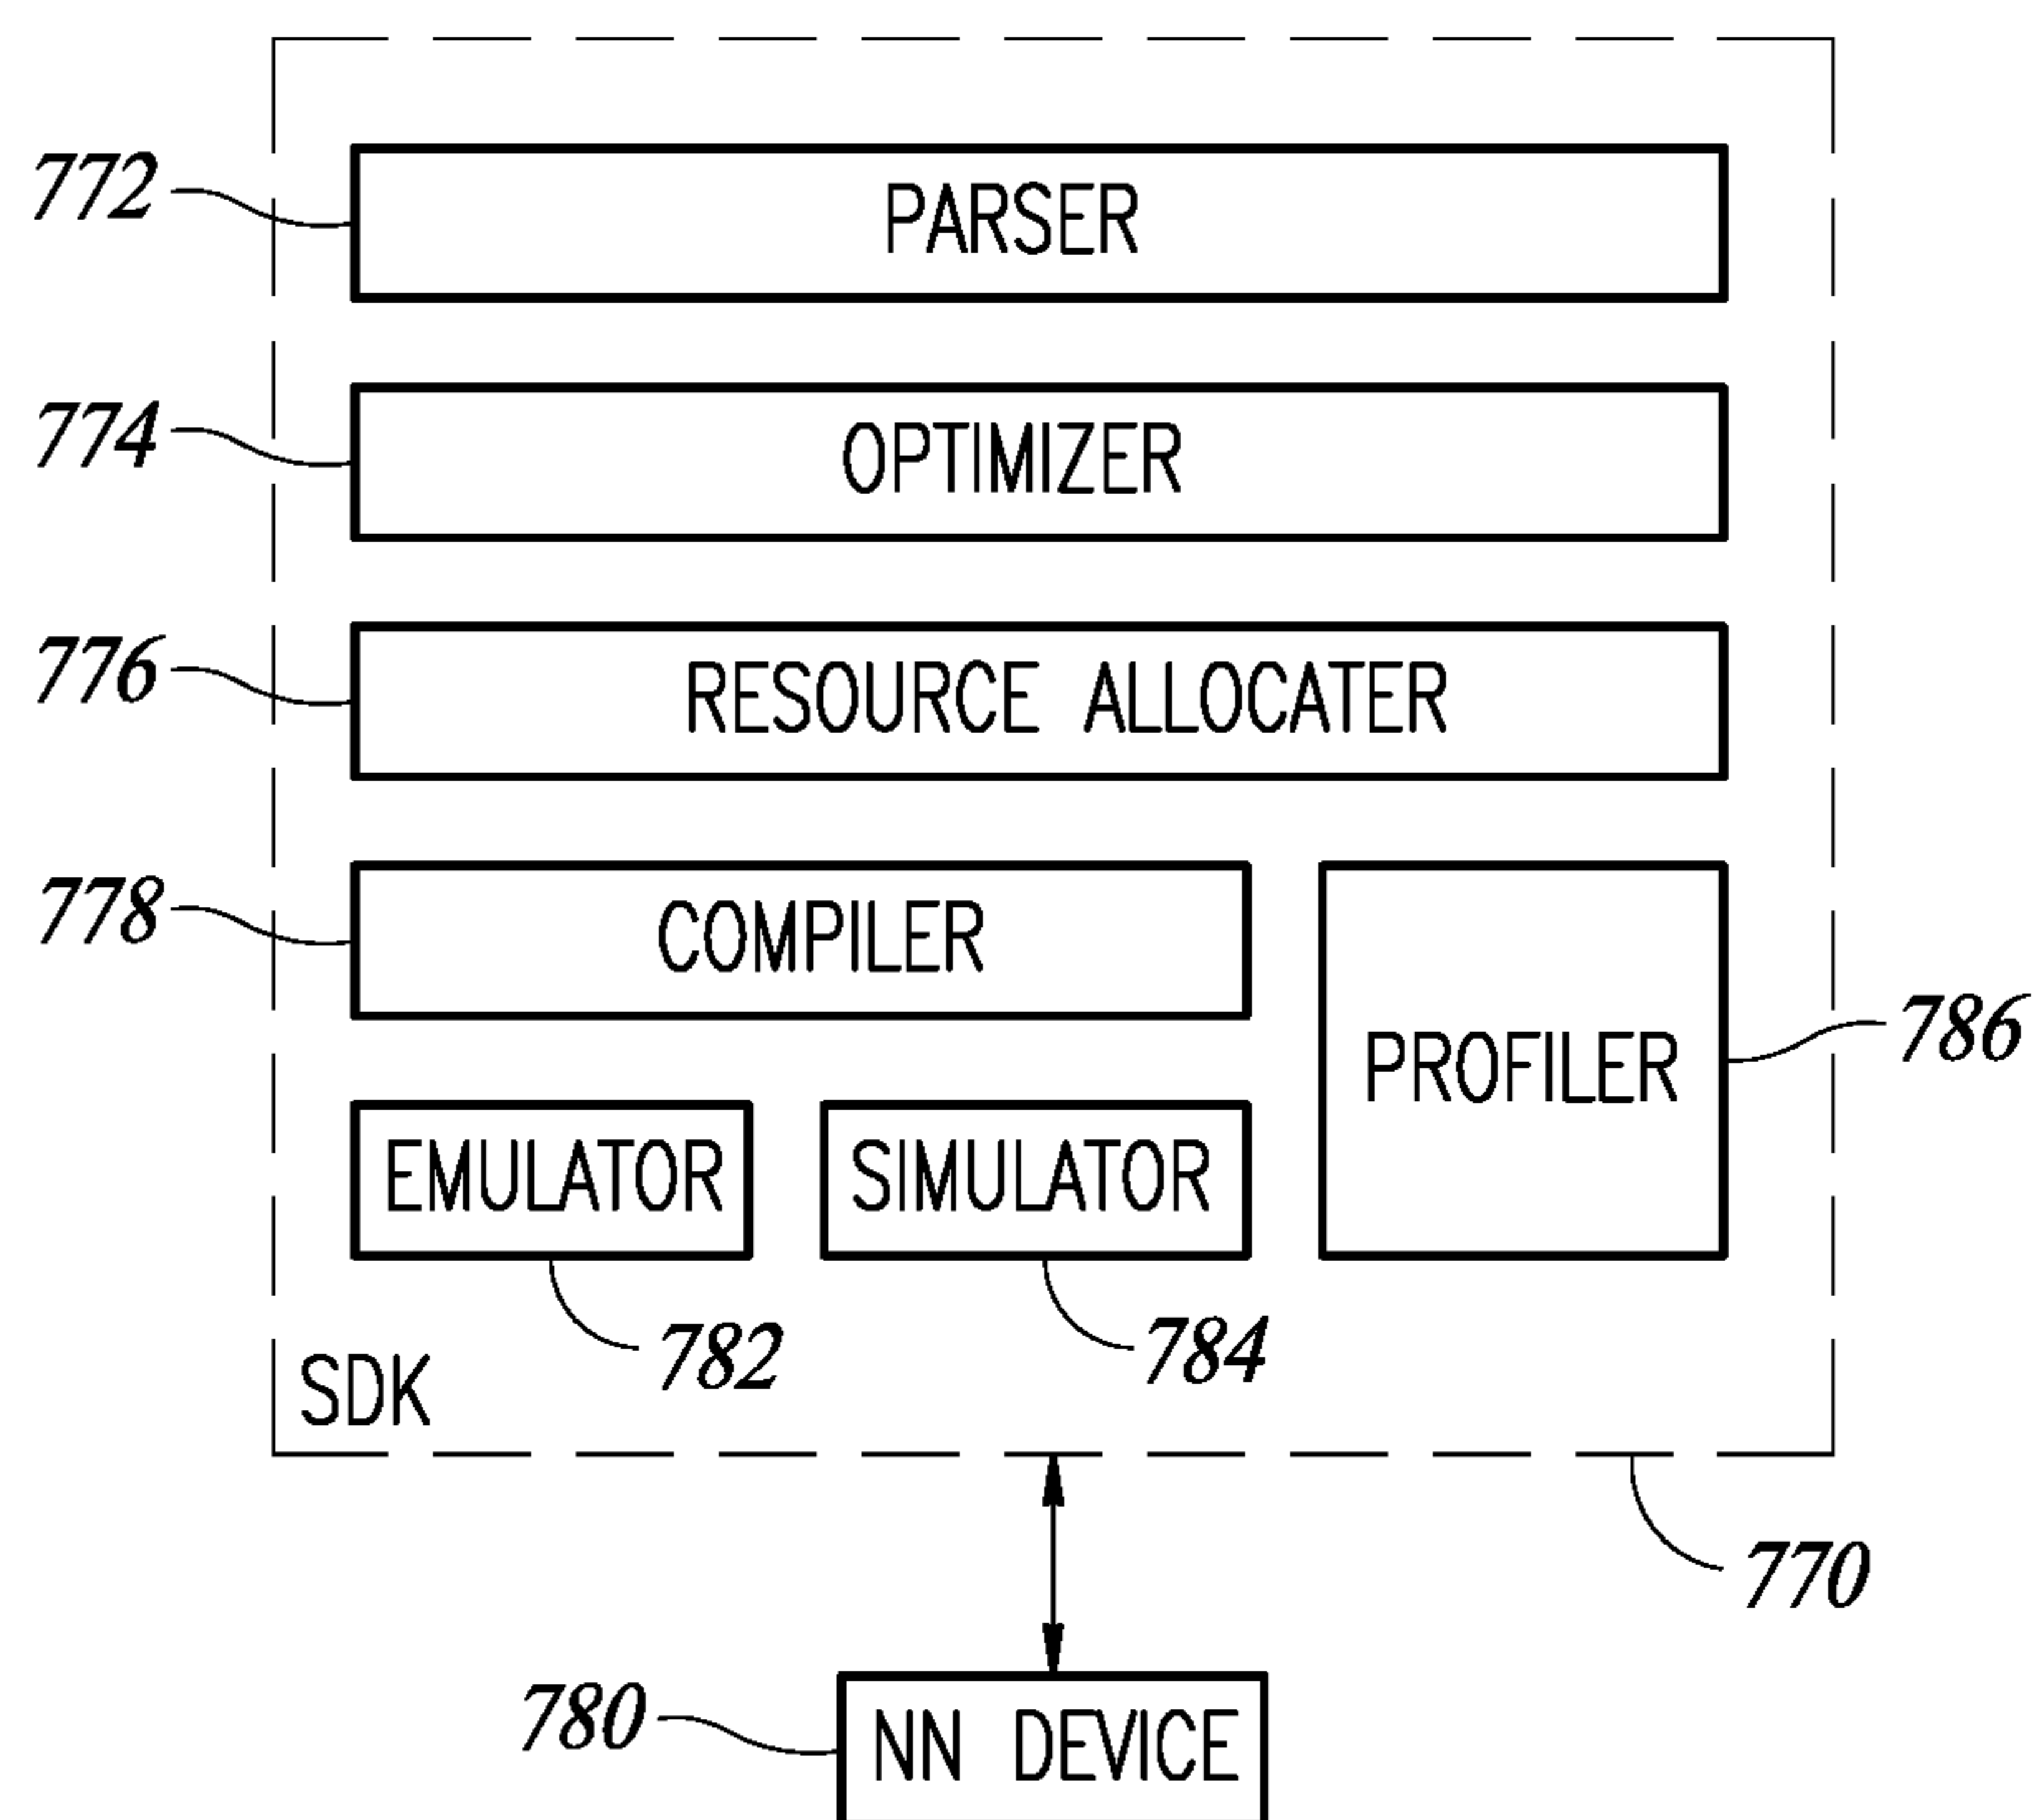 772
PARSER
774
OPTIMIZER
776
RESOURCE ALLOCATER
778
COMPILER
PROFILER
786
EMULATOR
SIMULATOR
782
784
SDK
770
780
NN DEVICE